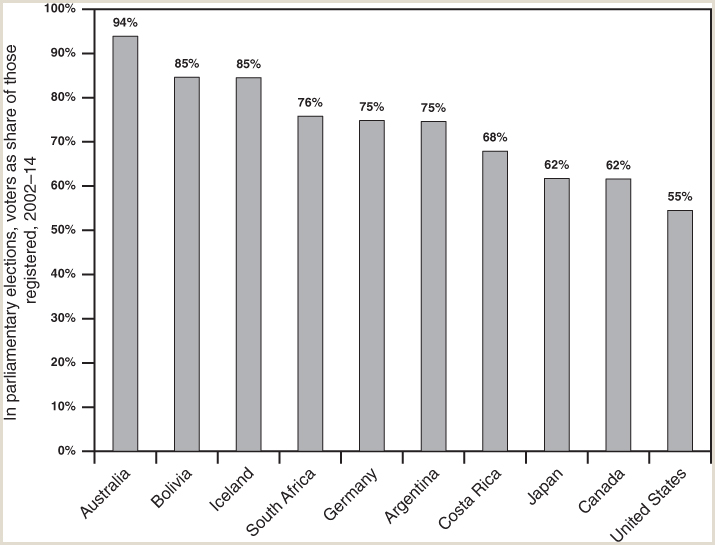 In parliamentary elections, voters as share of those
registered, 2002–14
100%
90%
80%
70%
60%
50%
40%
30%
20%
10%
0%
94%
85%
85%
76%
75%
75%
68%
62%
62%
55%
Australia
Bolivia
Iceland
South Africa
Germany
Argentina
Costa Rica
Japan
Canada
United States